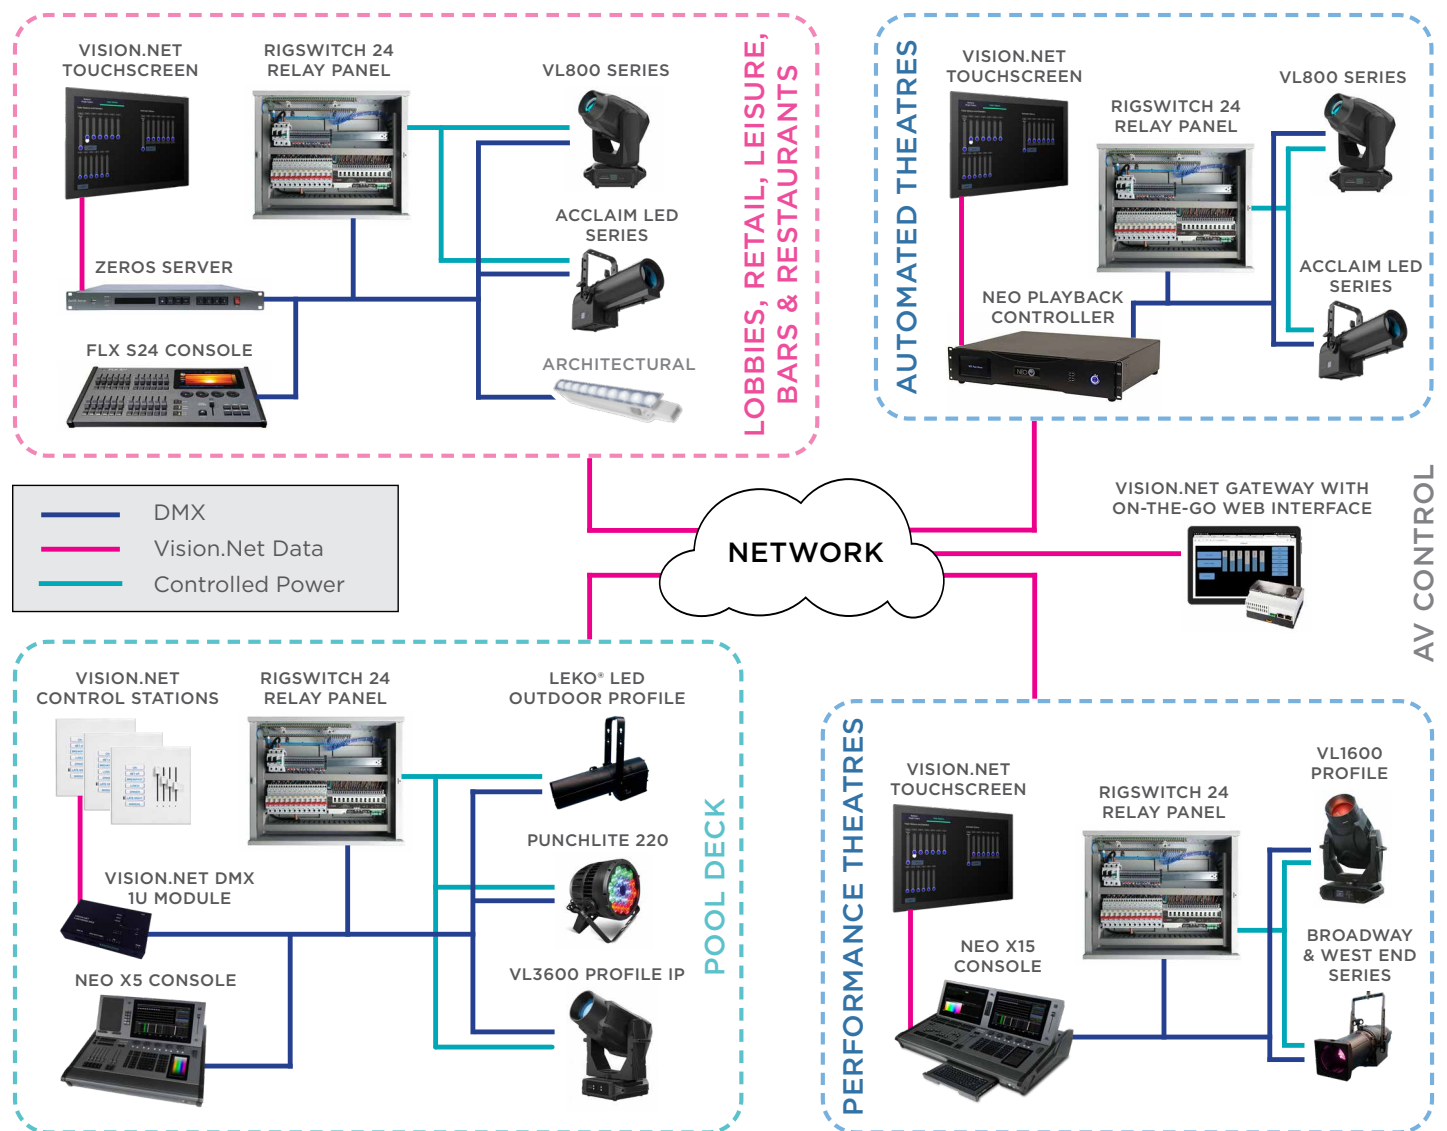 VISION.NET
TOUCHSCREEN
RIGSWITCH 24
RELAY PANEL
VL800 SERIES
ACCLAIM LED
SERIES
ZEROS SERVER
FLX S24 CONSOLE
ARCHITECTURAL
LOBBIES, RETAIL, LEISURE,
BARS & RESTAURANTS
AUTOMATED THEATRES
VISION.NET
TOUCHSCREEN
RIGSWITCH 24
RELAY PANEL
VL800 SERIES
ACCLAIM LED
SERIES
NEO PLAYBACK
CONTROLLER
NEO
DMX
Vision.Net Data
Controlled Power
NETWORK
VISION.NET GATEWAY WITH
ON-THE-GO WEB INTERFACE
AV CONTROL
VISION.NET
CONTROL STATIONS
RIGSWITCH 24
RELAY PANEL
LEKO® LED
OUTDOOR PROFILE
PUNCHLITE 220
VISION.NET DMX
1U MODULE
NEO X5 CONSOLE
VL3600 PROFILE IP
POOL DECK
PERFORMANCE THEATRES
VISION.NET
TOUCHSCREEN
RIGSWITCH 24
RELAY PANEL
VL1600
PROFILE
NEO X15
CONSOLE
BROADWAY
& WEST END
SERIES